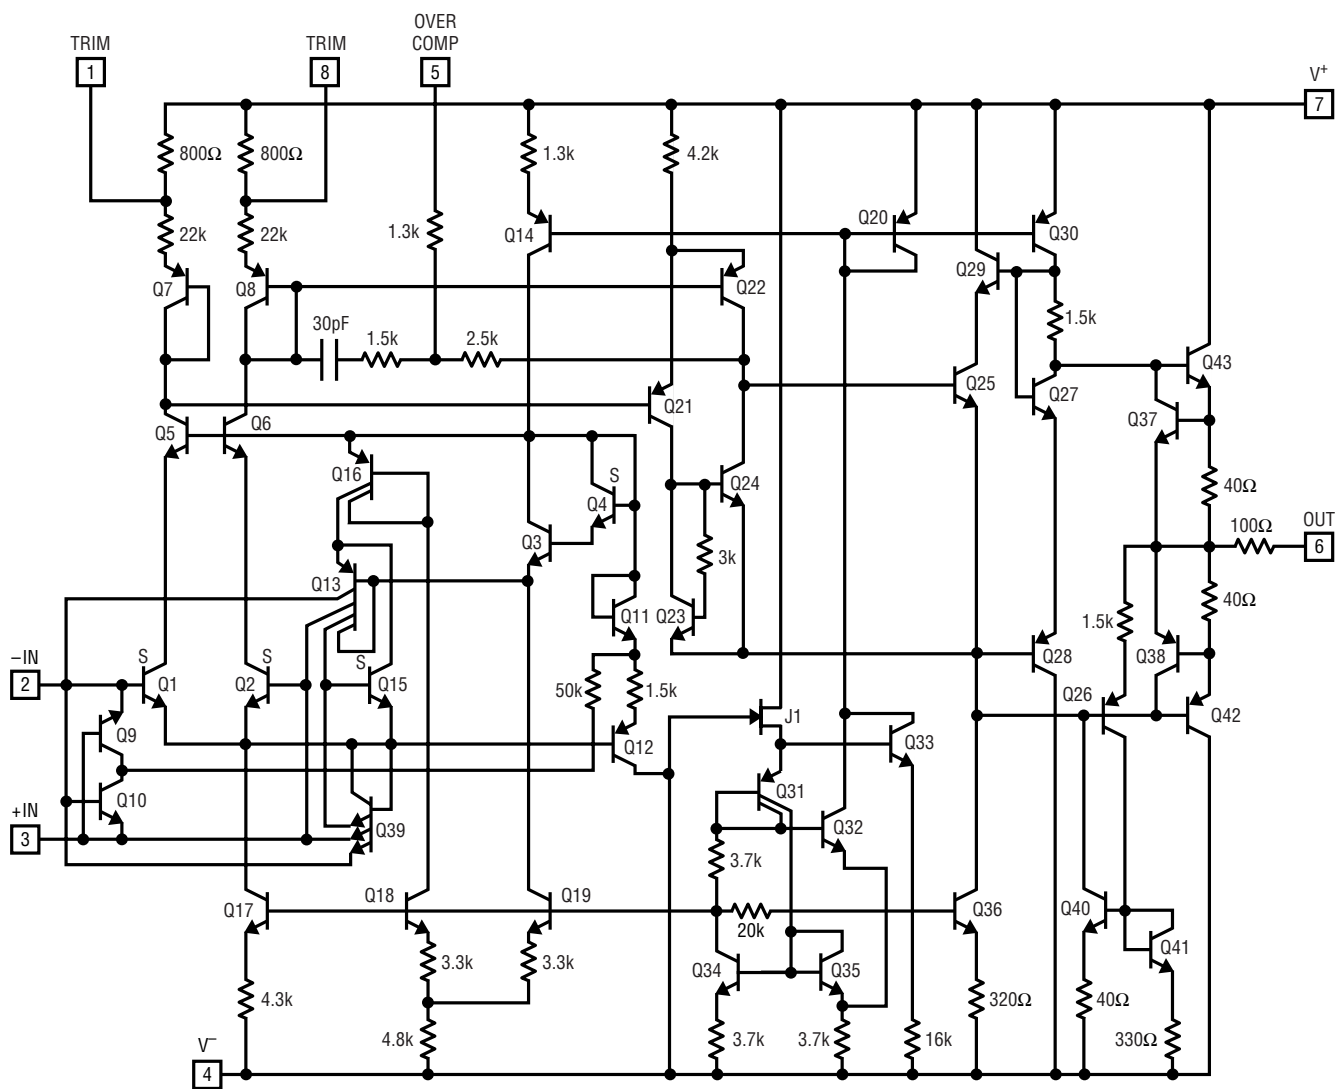 TRIM
1
TRIM
8
OVER
COMP
5
V+
7
800Ω
800Ω
1.3k
4.2k
22k
22k
1.3k
Q14
Q20
Q30
Q7
Q8
Q22
Q29
30pF
1.5k
2.5k
1.5k
Q43
Q5
Q6
Q21
Q25
Q27
Q37
Q16
S
Q4
Q24
40Ω
Q3
3k
100Ω
OUT
6
Q13
Q11
Q23
40Ω
1.5k
–IN
2
S
Q1
S
Q2
S
Q15
50k
1.5k
Q28
Q38
Q26
Q9
Q12
J1
Q33
Q42
Q10
+IN
3
Q39
Q31
Q32
3.7k
Q17
Q18
Q19
20k
Q36
Q40
Q41
3.3k
3.3k
Q34
Q35
4.3k
320Ω
40Ω
4.8k
3.7k
3.7k
16k
330Ω
V–
4